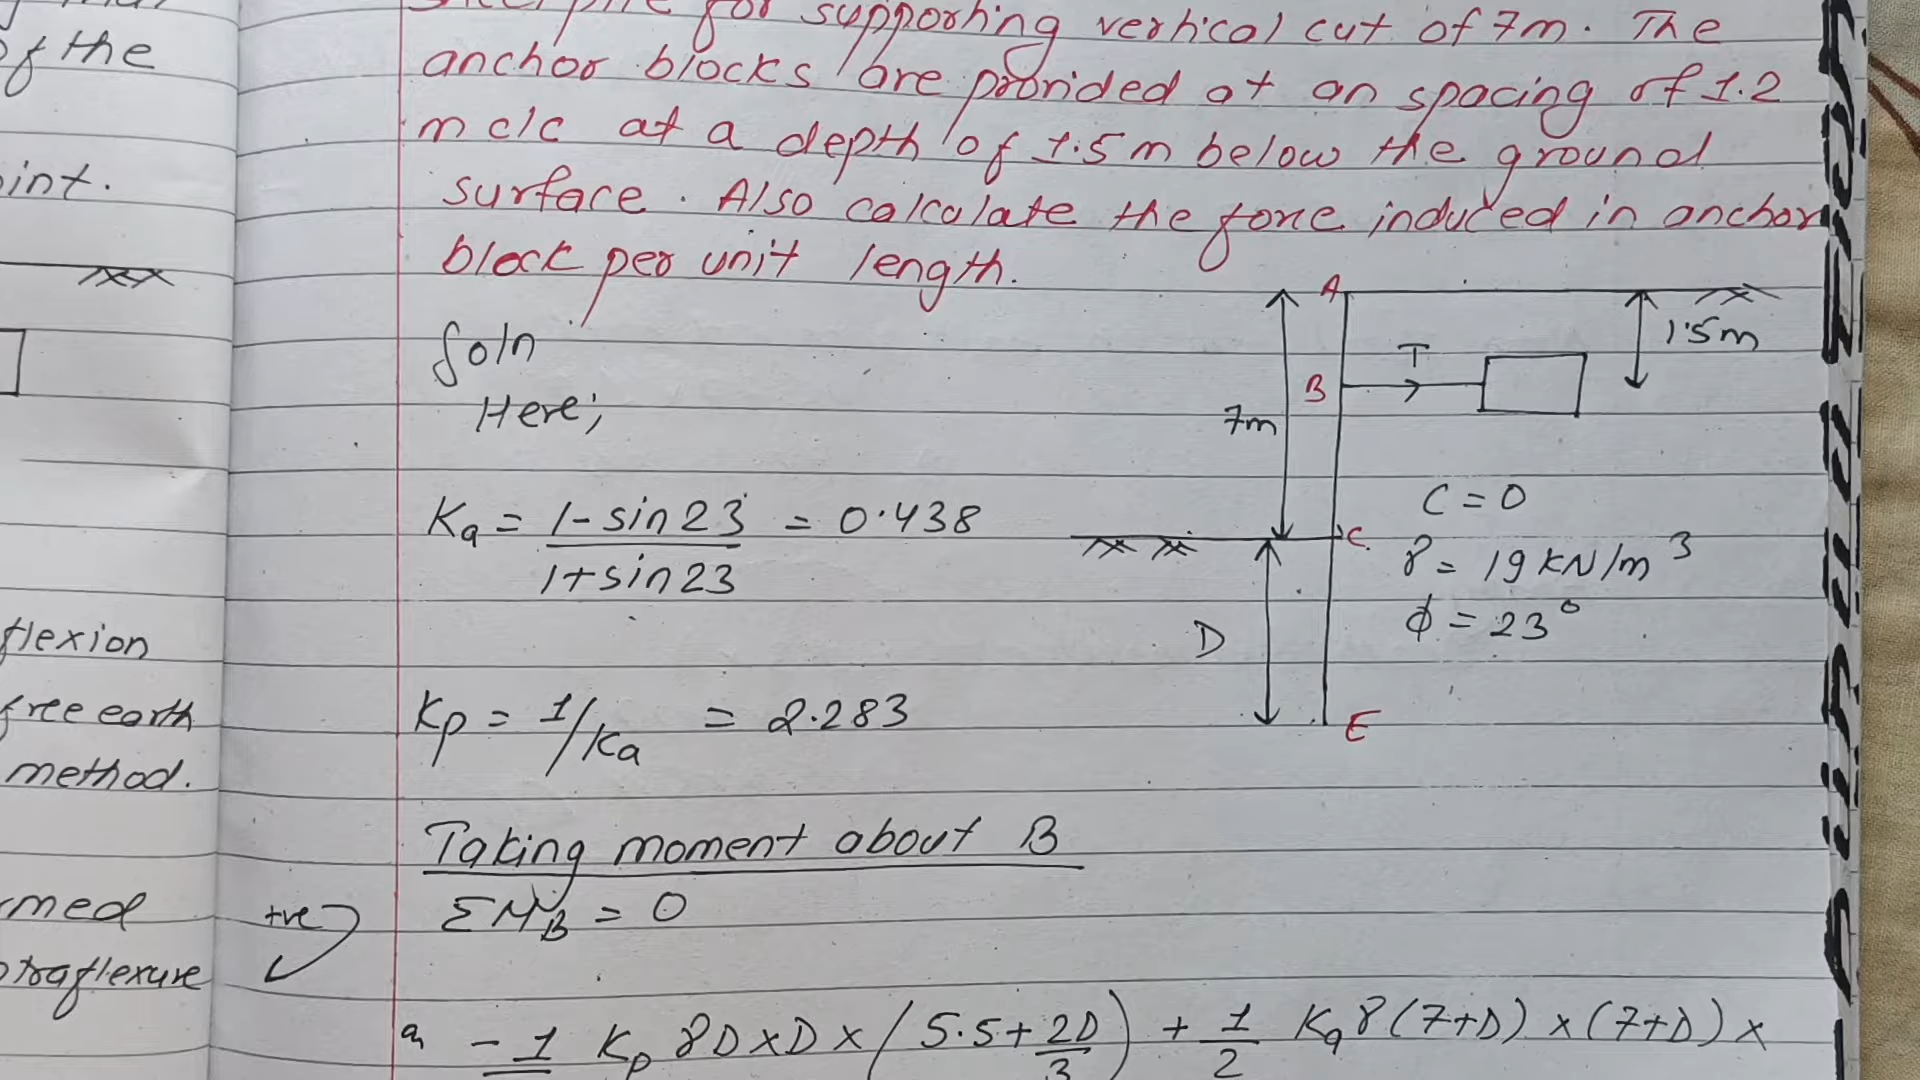 of the
int.
flexion
free earth
method.
med
traflexure
for supporting vertical cut of 7m. The
anchor blocks are provided at an spacing of 1.2
m c/c at a depth of 1.5m below the ground
surface. Also calculate the force induced in anchor
block per unit length.
A
1.5m
T
B
7m
Soln
Here;
Ka = 1-sin23 = 0.438
1+sin23
C = 0
C.
γ = 19 KN/m3
φ = 23°
D
Kp = 1/Ka = 2.283
E
Taking moment about B
+ve
ΣMB = 0
- 1 Kp γD×D× (5.5+2D) + 1 Ka γ(7+D) × (7+D) ×
3 2